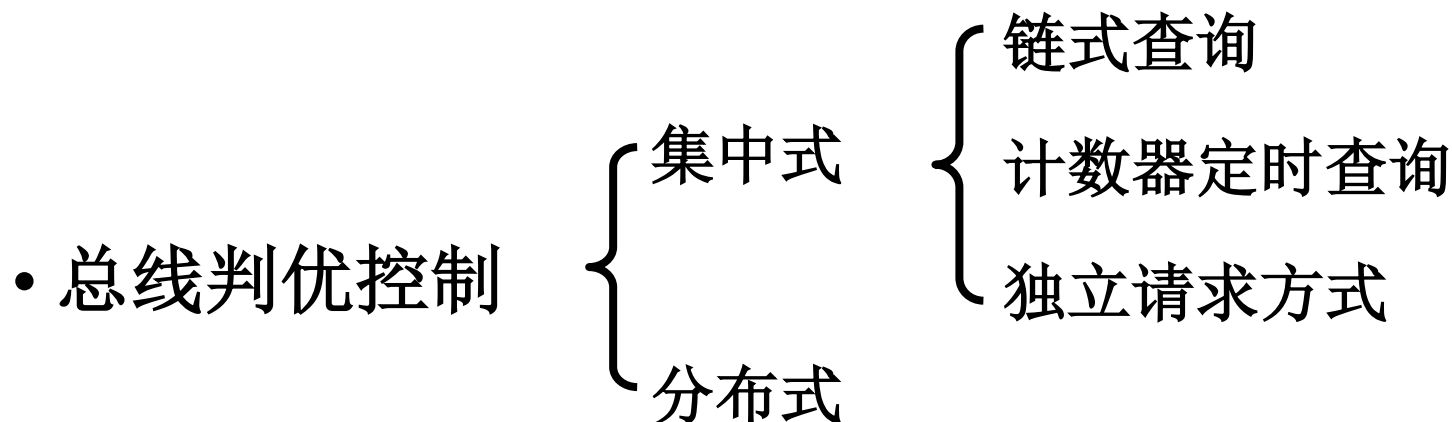 链式查询
集中式
计数器定时查询
• 总线判优控制
独立请求方式
分布式